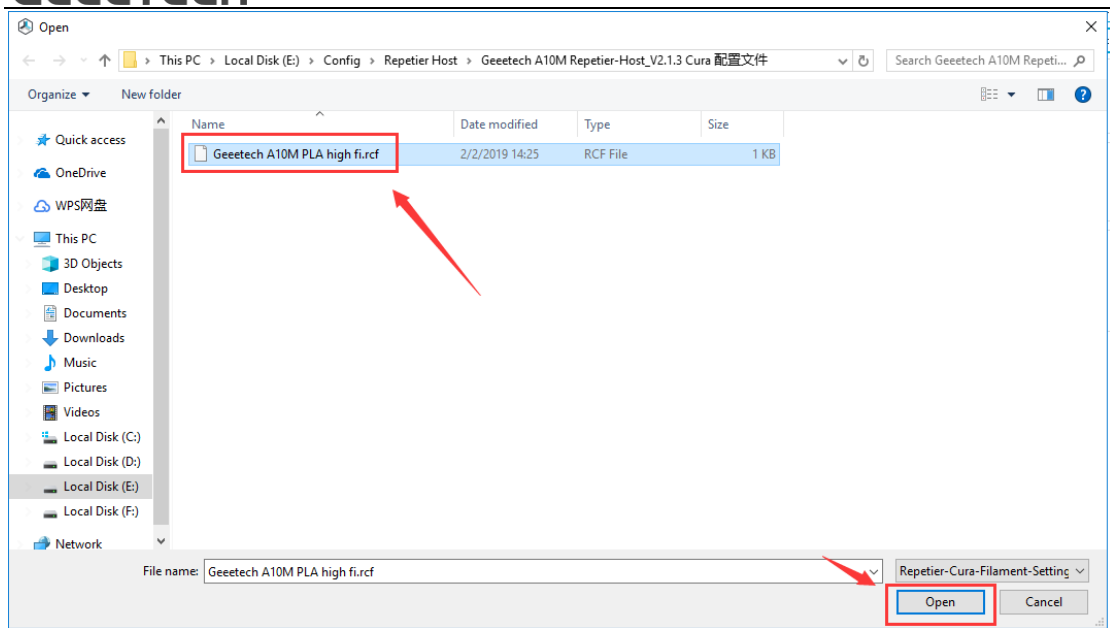 Open
This PC > Local Disk (E:) > Config > Repetier Host > Geeetech A10M Repetier-Host_V2.1.3 Cura 配置文件
Search Geeetech A10M Repeti...
Organize
New folder
Name Date modified Type Size
Geeetech A10M PLA high fi.rcf 2/2/2019 14:25 RCF File 1 KB
Quick access
OneDrive
WPS网盘
This PC
3D Objects
Desktop
Documents
Downloads
Music
Pictures
Videos
Local Disk (C:)
Local Disk (D:)
Local Disk (E:)
Local Disk (F:)
Network
File name: Geeetech A10M PLA high fi.rcf
Repetier-Cura-Filament-Setting
Open Cancel